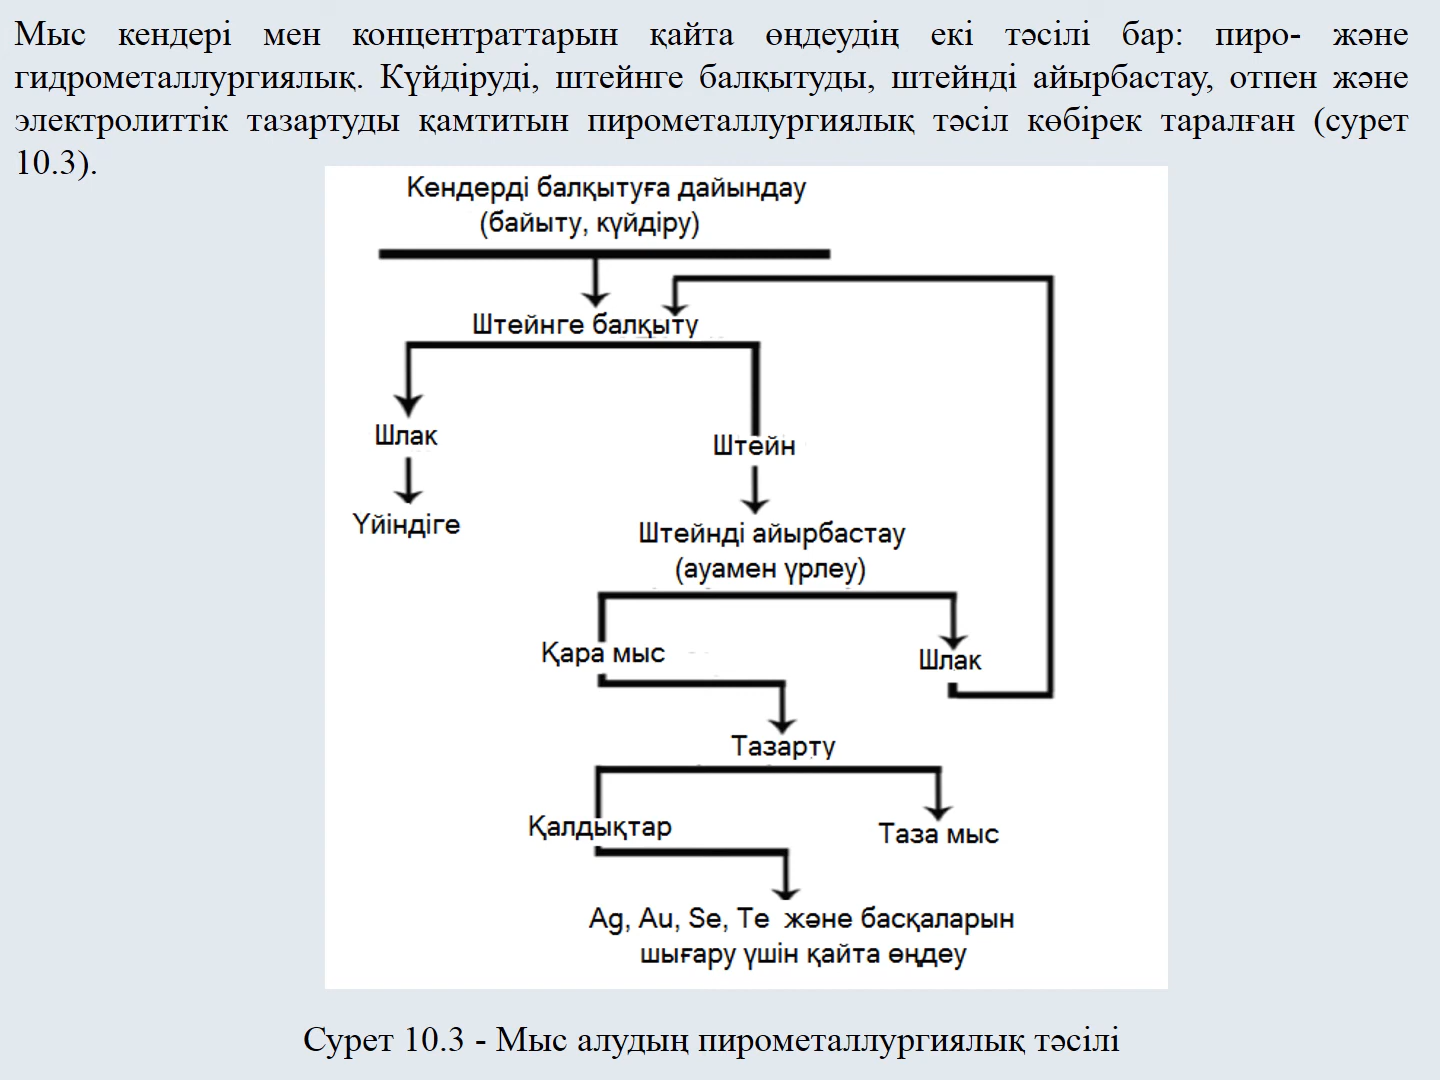 Мыс кендері мен концентраттарын қайта өңдеудің екі тәсілі бар: пиро- және
гидрометаллургиялық. Күйдіруді, штейнге балқытуды, штейнді айырбастау, отпен және
электролиттік тазартуды қамтитын пирометаллургиялық тәсіл көбірек таралған (сурет
10.3).
Кендерді балқытуға дайындау
(байыту, күйдіру)
Штейнге балқыту
Шлак
Штейн
Үйіндіге
Штейнді айырбастау
(ауамен үрлеу)
Қара мыс
Шлак
Тазарту
Қалдықтар
Таза мыс
Ag, Au, Se, Te және басқаларын
шығару үшін қайта өңдеу
Сурет 10.3 - Мыс алудың пирометаллургиялық тәсілі